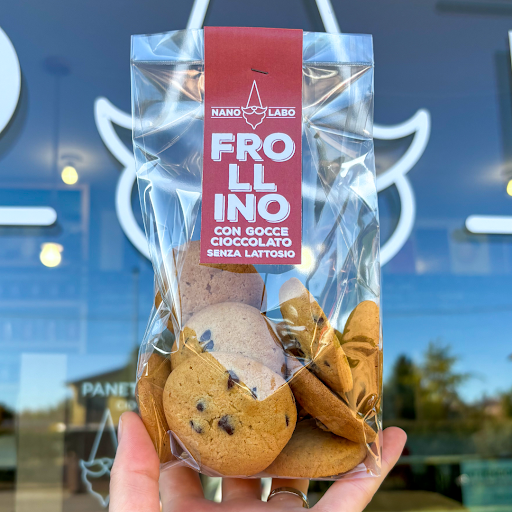 NANO LABO
FRO
LL
INO
CON GOCCE
CIOCCOLATO
SENZA LATTOSIO